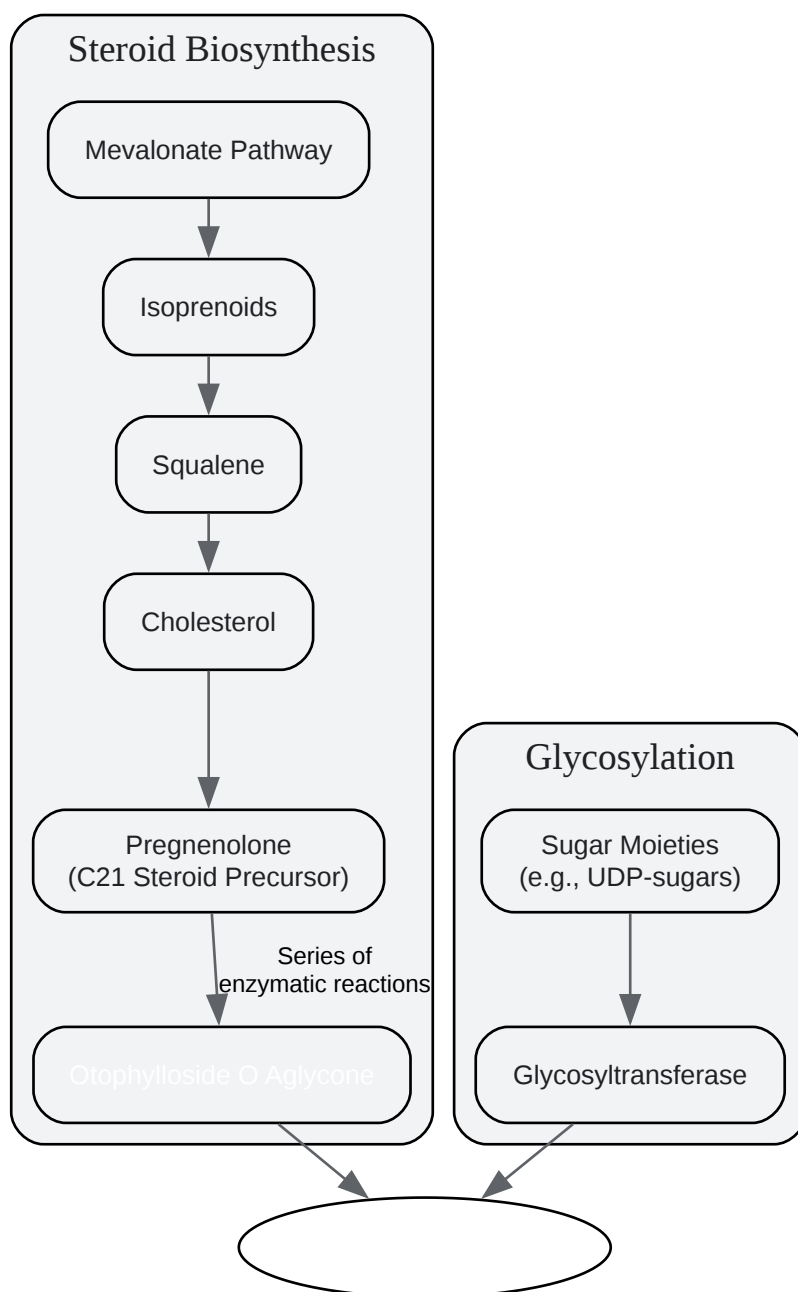 Steroid Biosynthesis
Mevalonate Pathway
Isoprenoids
Squalene
Cholesterol
Pregnenolone
(C21 Steroid Precursor)
Series of
enzymatic reactions
Otophylloside O Aglycone
Glycosylation
Sugar Moieties
(e.g., UDP-sugars)
Glycosyltransferase